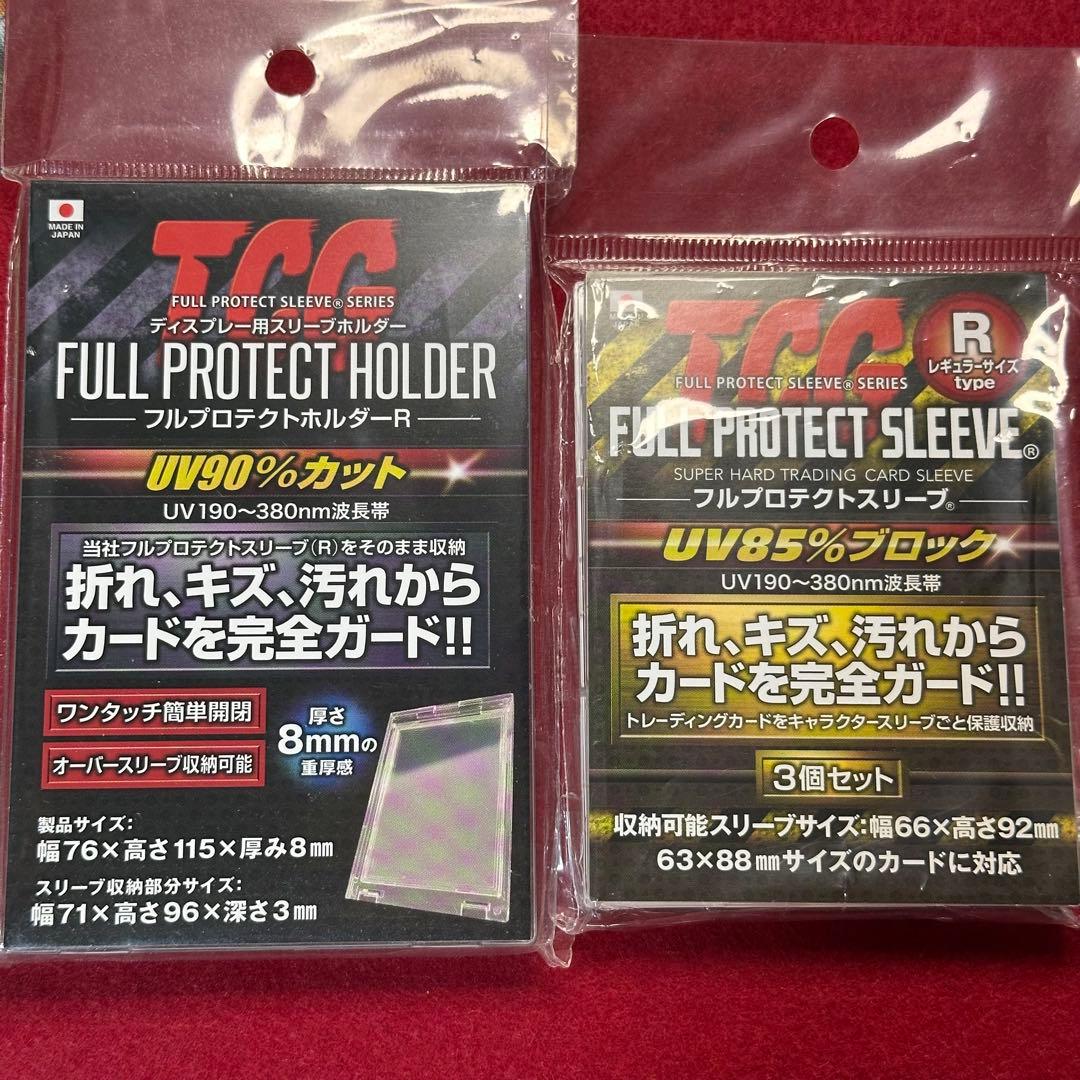 MADE IN
JAPAN
TCG
FULL PROTECT SLEEVE® SERIES
ディスプレー用スリーブホルダー
FULL PROTECT HOLDER
フルプロテクトホルダーR
UV90%カット
UV190～380nm波長帯
当社フルプロテクトスリーブ(R)をそのまま収納
折れ、キズ、汚れから
カードを完全ガード!!
ワンタッチ簡単開閉
オーバースリーブ収納可能
厚さ
8mmの
重厚感
製品サイズ:
幅76×高さ115×厚み8㎜
スリーブ収納部分サイズ:
幅71×高さ96×深さ3㎜
TCG
R
レギュラーサイズ
type
FULL PROTECT SLEEVE® SERIES
FULL PROTECT SLEEVE®
SUPER HARD TRADING CARD SLEEVE
フルプロテクトスリーブ®
UV85%ブロック
UV190～380nm波長帯
折れ、キズ、汚れから
カードを完全ガード!!
トレーディングカードをキャラクタースリーブごと保護収納
3個セット
収納可能スリーブサイズ:幅66×高さ92㎜
63×88㎜サイズのカードに対応